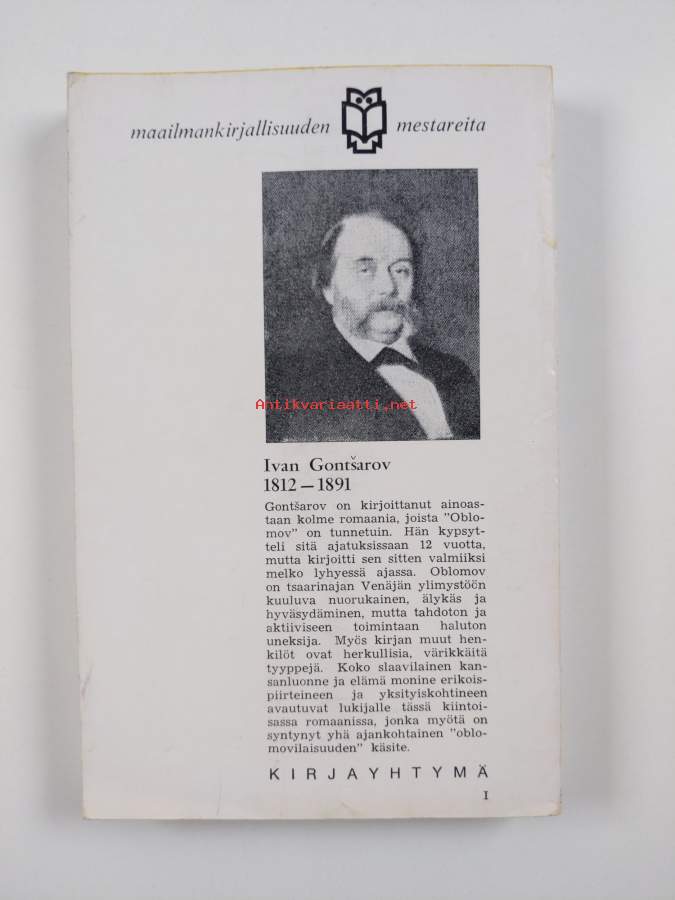 maailmankirjallisuuden mestareita
Antikvariaatti.net
Ivan Gontšarov
1812 — 1891
Gontšarov on kirjoittanut ainoas-
taan kolme romaania, joista "Oblo-
mov" on tunnetuin. Hän kypsyt-
teli sitä ajatuksissaan 12 vuotta,
mutta kirjoitti sen sitten valmiiksi
melko lyhyessä ajassa. Oblomov
on tsaarinajan Venäjän ylimystöön
kuuluva nuorukainen, älykäs ja
hyväsydäminen, mutta tahdoton ja
aktiiviseen toimintaan haluton
uneksija. Myös kirjan muut hen-
kilöt ovat herkullisia, värikkäitä
tyyppejä. Koko slaavilainen kan-
sanluonne ja elämä monine erikois-
piirteineen ja yksityiskohtineen
avautuvat lukijalle tässä kiintoi-
sassa romaanissa, jonka myötä on
syntynyt yhä ajankohtainen "oblo-
movilaisuuden" käsite.
KIRJAYHTYMÄ
I